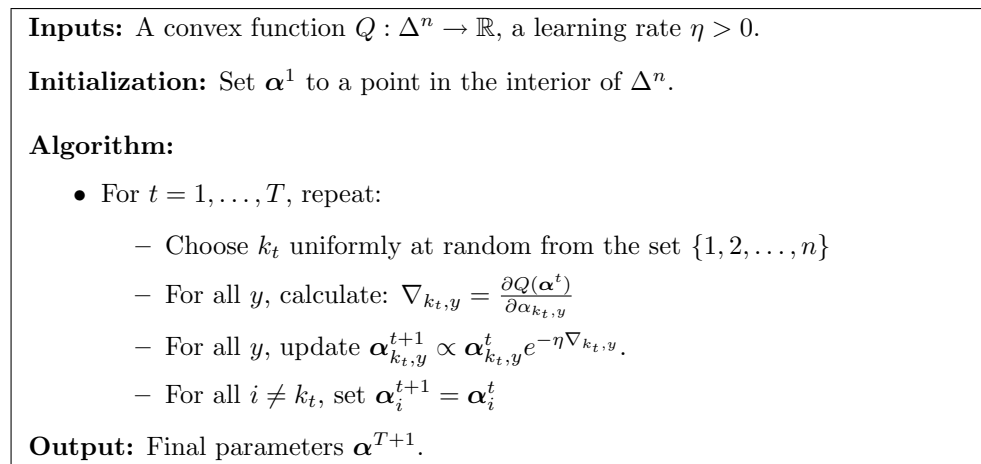 Inputs: A convex function Q : Δⁿ → ℝ, a learning rate η > 0.
Initialization: Set α¹ to a point in the interior of Δⁿ.
Algorithm:
• For t = 1, . . . , T, repeat:
– Choose kₜ uniformly at random from the set {1, 2, . . . , n}
– For all y, calculate: ∇_{kₜ,y} = ∂Q(αᵗ)/∂α_{kₜ,y}
– For all y, update α^{t+1}_{kₜ,y} ∝ α^{t}_{kₜ,y} e^{−η∇_{kₜ,y}}.
– For all i ≠ kₜ, set α^{t+1}_i = α^{t}_i
Output: Final parameters α^{T+1}.